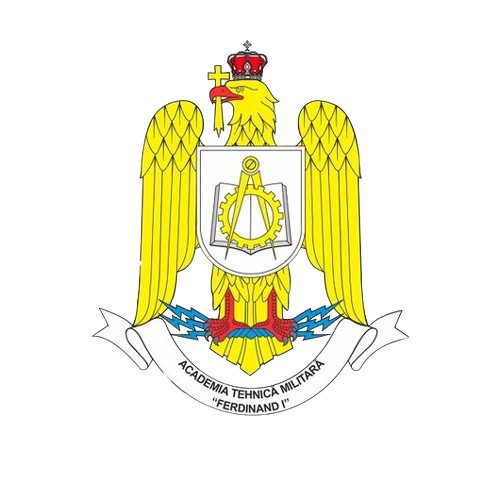 ACADEMIA TEHNICĂ MILITARĂ
“FERDINAND I”